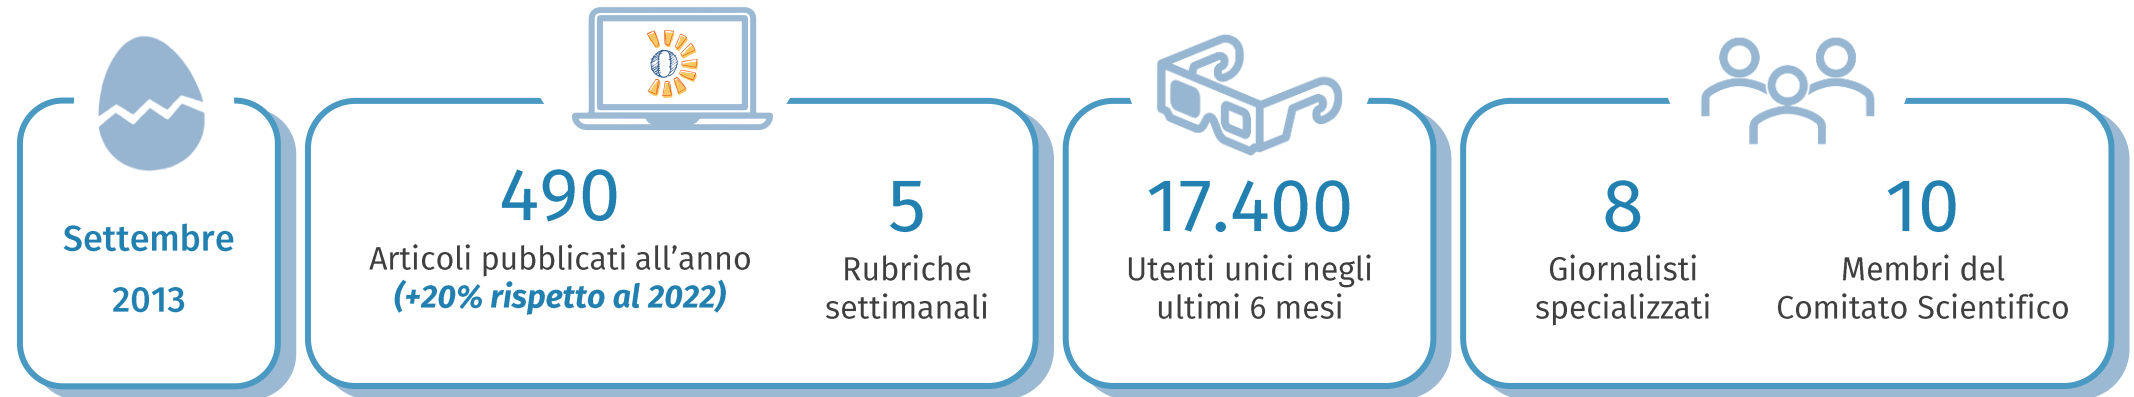 Settembre
2013
490
Articoli pubblicati all’anno
(+20% rispetto al 2022)
5
Rubriche
settimanali
17.400
Utenti unici negli
ultimi 6 mesi
8
Giornalisti
specializzati
10
Membri del
Comitato Scientifico